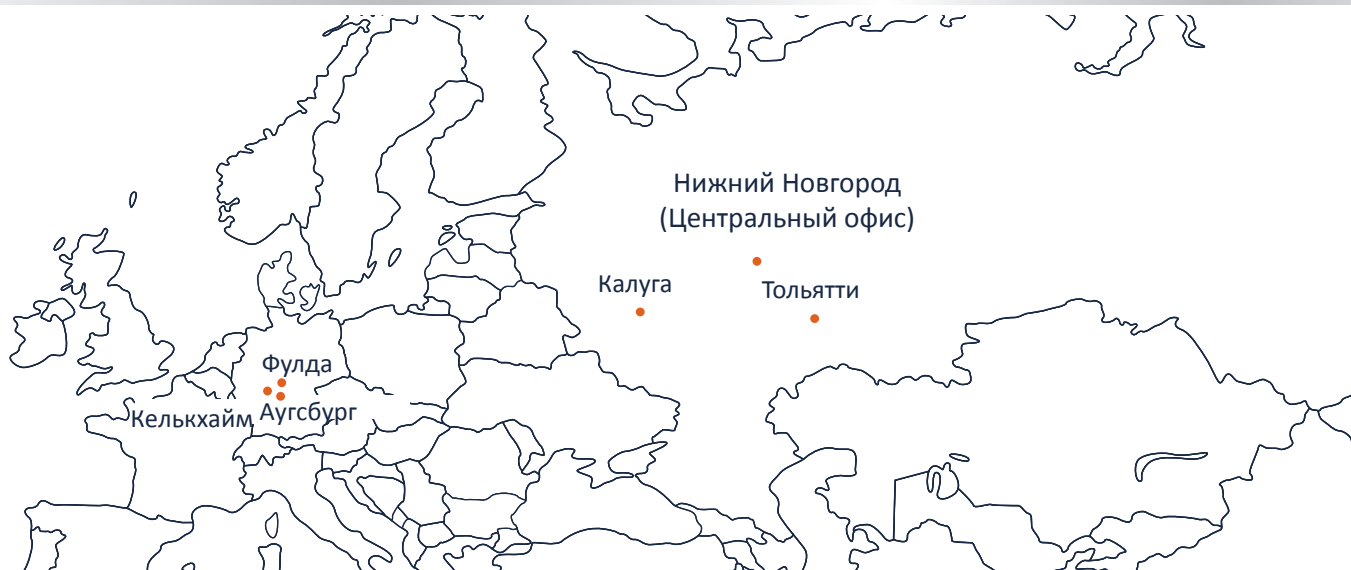 Нижний Новгород
(Центральный офис)
Калуга
Тольятти
Фулда
Келькхайм
Аугсбург